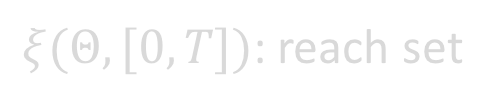 ξ(Θ, [0, T]): reach set